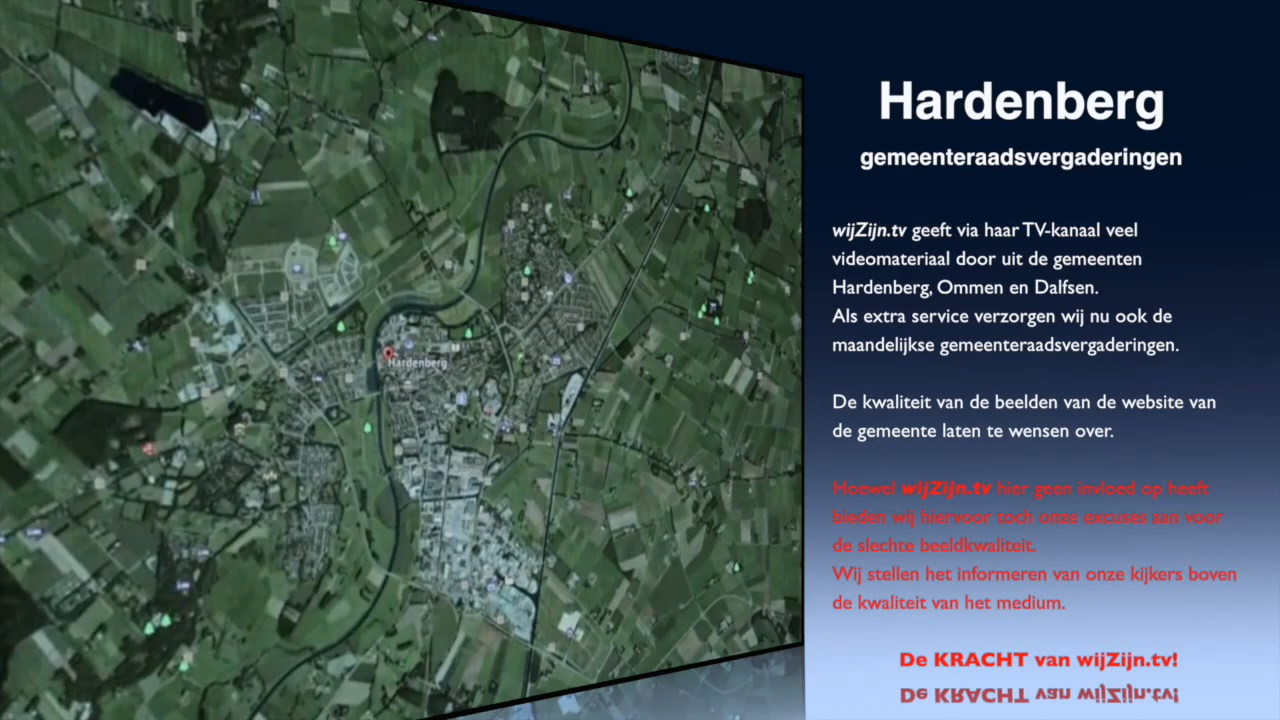 Hardenberg
gemeenteraadsvergaderingen
wijZijn.tv geeft via haar TV-kanaal veel
videomateriaal door uit de gemeenten
Hardenberg, Ommen en Dalfsen.
Als extra service verzorgen wij nu ook de
maandelijkse gemeenteraadsvergaderingen.
De kwaliteit van de beelden van de website van
de gemeente laten te wensen over.
Hoewel wijZijn.tv hier geen invloed op heeft
bieden wij hiervoor toch onze excuses aan voor
de slechte beeldkwaliteit.
Wij stellen het informeren van onze kijkers boven
de kwaliteit van het medium.
De KRACHT van wijZijn.tv!
Hardenberg